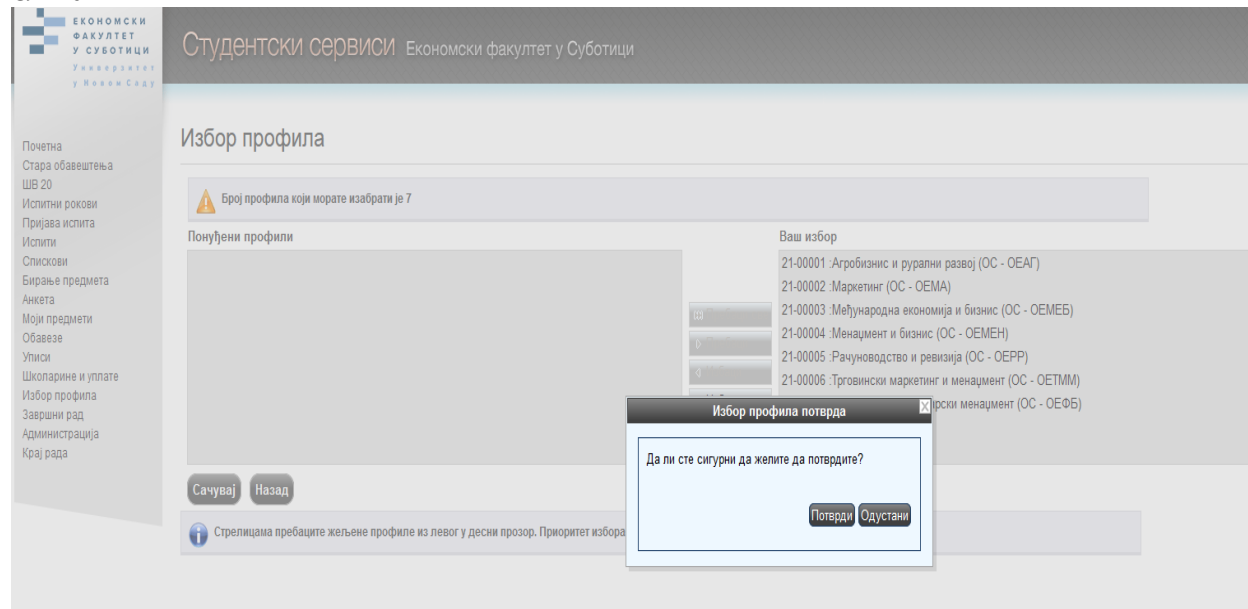 ЕКОНОМСКИ
ФАКУЛТЕТ
У СУБОТИЦИ
Универзитет
у Новом Саду
Студентски сервиси Економски факултет у Суботици
Избор профила
Почетна
Стара обавештења
ШВ 20
Испитни рокови
Пријава испита
Испити
Спискови
Бирање предмета
Анкета
Моји предмети
Обавезе
Уписи
Школарине и уплате
Избор профила
Завршни рад
Администрација
Крај рада
Број профила који морате изабрати је 7
Понуђени профили
Ваш избор
21-00001 :Агробизнис и рурални развој (ОС - ОЕАГ)
21-00002 :Маркетинг (ОС - ОЕМА)
21-00003 :Међународна економија и бизнис (ОС - ОЕМЕБ)
21-00004 :Менаџмент и бизнис (ОС - ОЕМЕН)
21-00005 :Рачуноводство и ревизија (ОС - ОЕРР)
21-00006 :Трговински маркетинг и менаџмент (ОС - ОЕТММ)
рски менаџмент (ОС - ОЕФБ)
Избор профила потврда
X
Да ли сте сигурни да желите да потврдите?
Потврди Одустани
Сачувај Назад
Стрелицама пребаците жељене профиле из левог у десни прозор. Приоритет избора